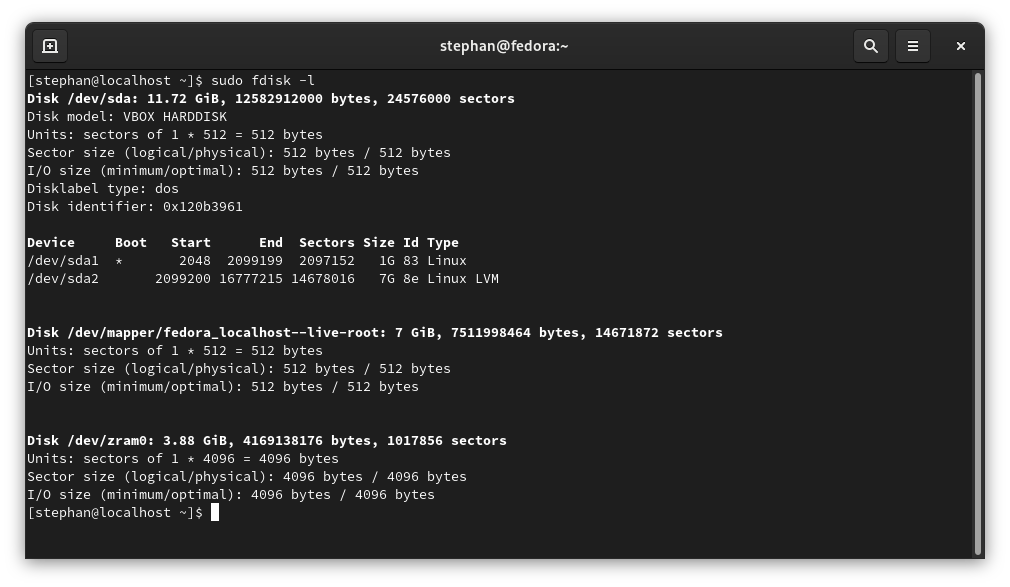 stephan@fedora:~
[stephan@localhost ~]$ sudo fdisk -l
Disk /dev/sda: 11.72 GiB, 12582912000 bytes, 24576000 sectors
Disk model: VBOX HARDDISK
Units: sectors of 1 * 512 = 512 bytes
Sector size (logical/physical): 512 bytes / 512 bytes
I/O size (minimum/optimal): 512 bytes / 512 bytes
Disklabel type: dos
Disk identifier: 0x120b3961
Device     Boot   Start      End  Sectors Size Id Type
/dev/sda1  *       2048  2099199  2097152   1G 83 Linux
/dev/sda2       2099200 16777215 14678016   7G 8e Linux LVM
Disk /dev/mapper/fedora_localhost--live-root: 7 GiB, 7511998464 bytes, 14671872 sectors
Units: sectors of 1 * 512 = 512 bytes
Sector size (logical/physical): 512 bytes / 512 bytes
I/O size (minimum/optimal): 512 bytes / 512 bytes
Disk /dev/zram0: 3.88 GiB, 4169138176 bytes, 1017856 sectors
Units: sectors of 1 * 4096 = 4096 bytes
Sector size (logical/physical): 4096 bytes / 4096 bytes
I/O size (minimum/optimal): 4096 bytes / 4096 bytes
[stephan@localhost ~]$